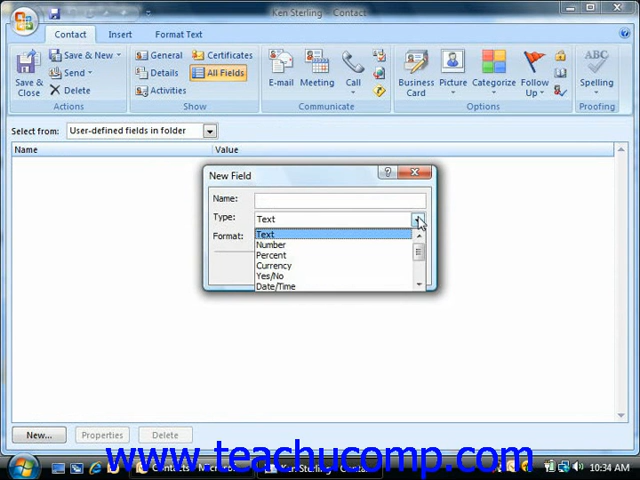 Ken Sterling - Contact
Contact Insert Format Text
Save & Close
Save & New
Send
Delete
Actions
General
Details
Activities
Certificates
All Fields
Show
E-mail Meeting Call
Communicate
Business Card
Picture
Categorize
Follow Up
Options
ABC
Spelling
Proofing
Select from: User-defined fields in folder
Name Value
New Field
Name:
Type: Text
Format:
Text
Number
Percent
Currency
Yes/No
Date/Time
New... Properties Delete
www.teachucomp.com
10:34 AM